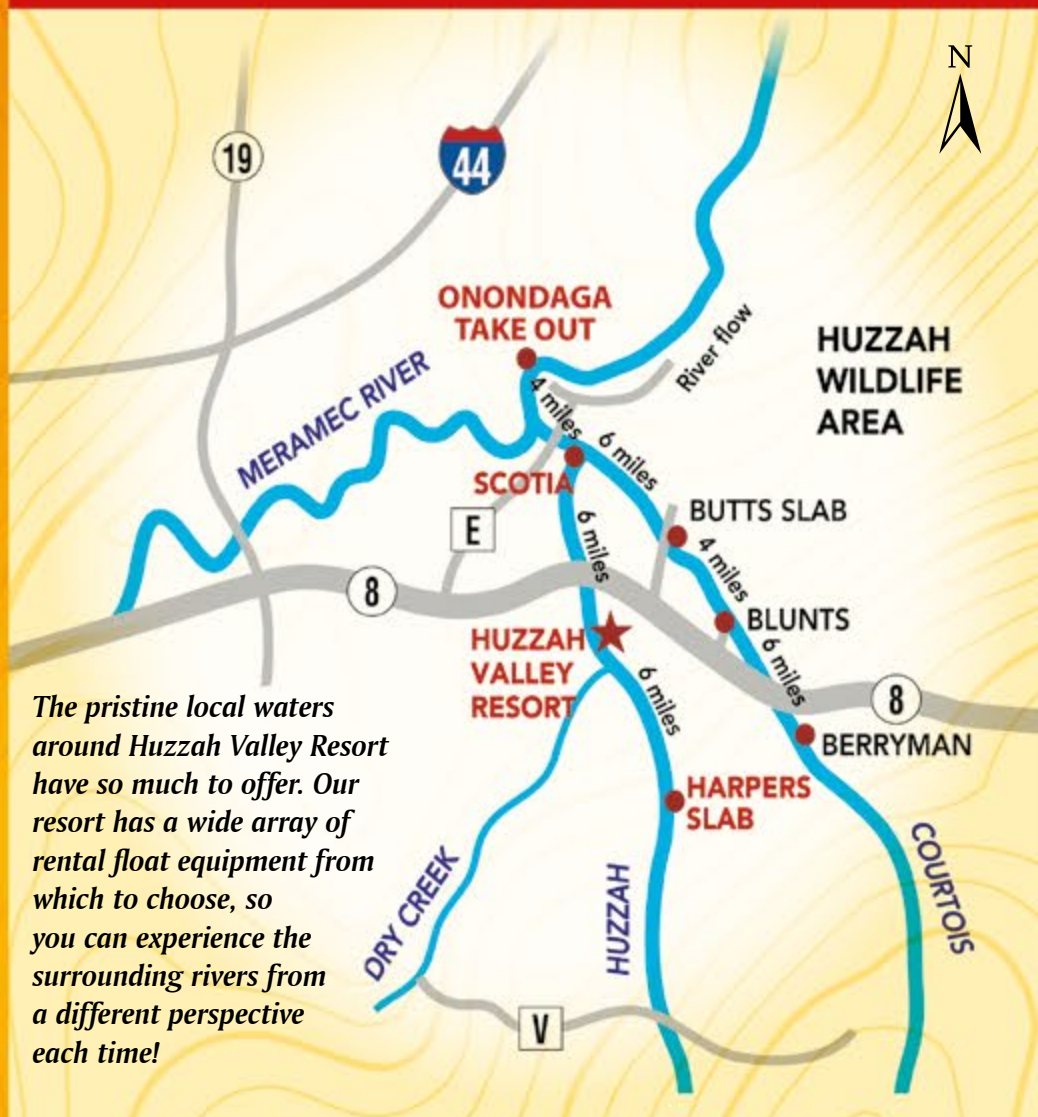 N
19
44
ONONDAGA
TAKE OUT
River flow
HUZZAH
WILDLIFE
AREA
MERAMEC RIVER
4 miles
6 miles
SCOTIA
BUTTS SLAB
E
6 miles
4 miles
8
BLUNTS
HUZZAH
VALLEY
RESORT
6 miles
6 miles
8
BERRYMAN
HARPERS
SLAB
The pristine local waters
around Huzzah Valley Resort
have so much to offer. Our
resort has a wide array of
rental float equipment from
which to choose, so
you can experience the
surrounding rivers from
a different perspective
each time!
DRY CREEK
HUZZAH
COURTOIS
V